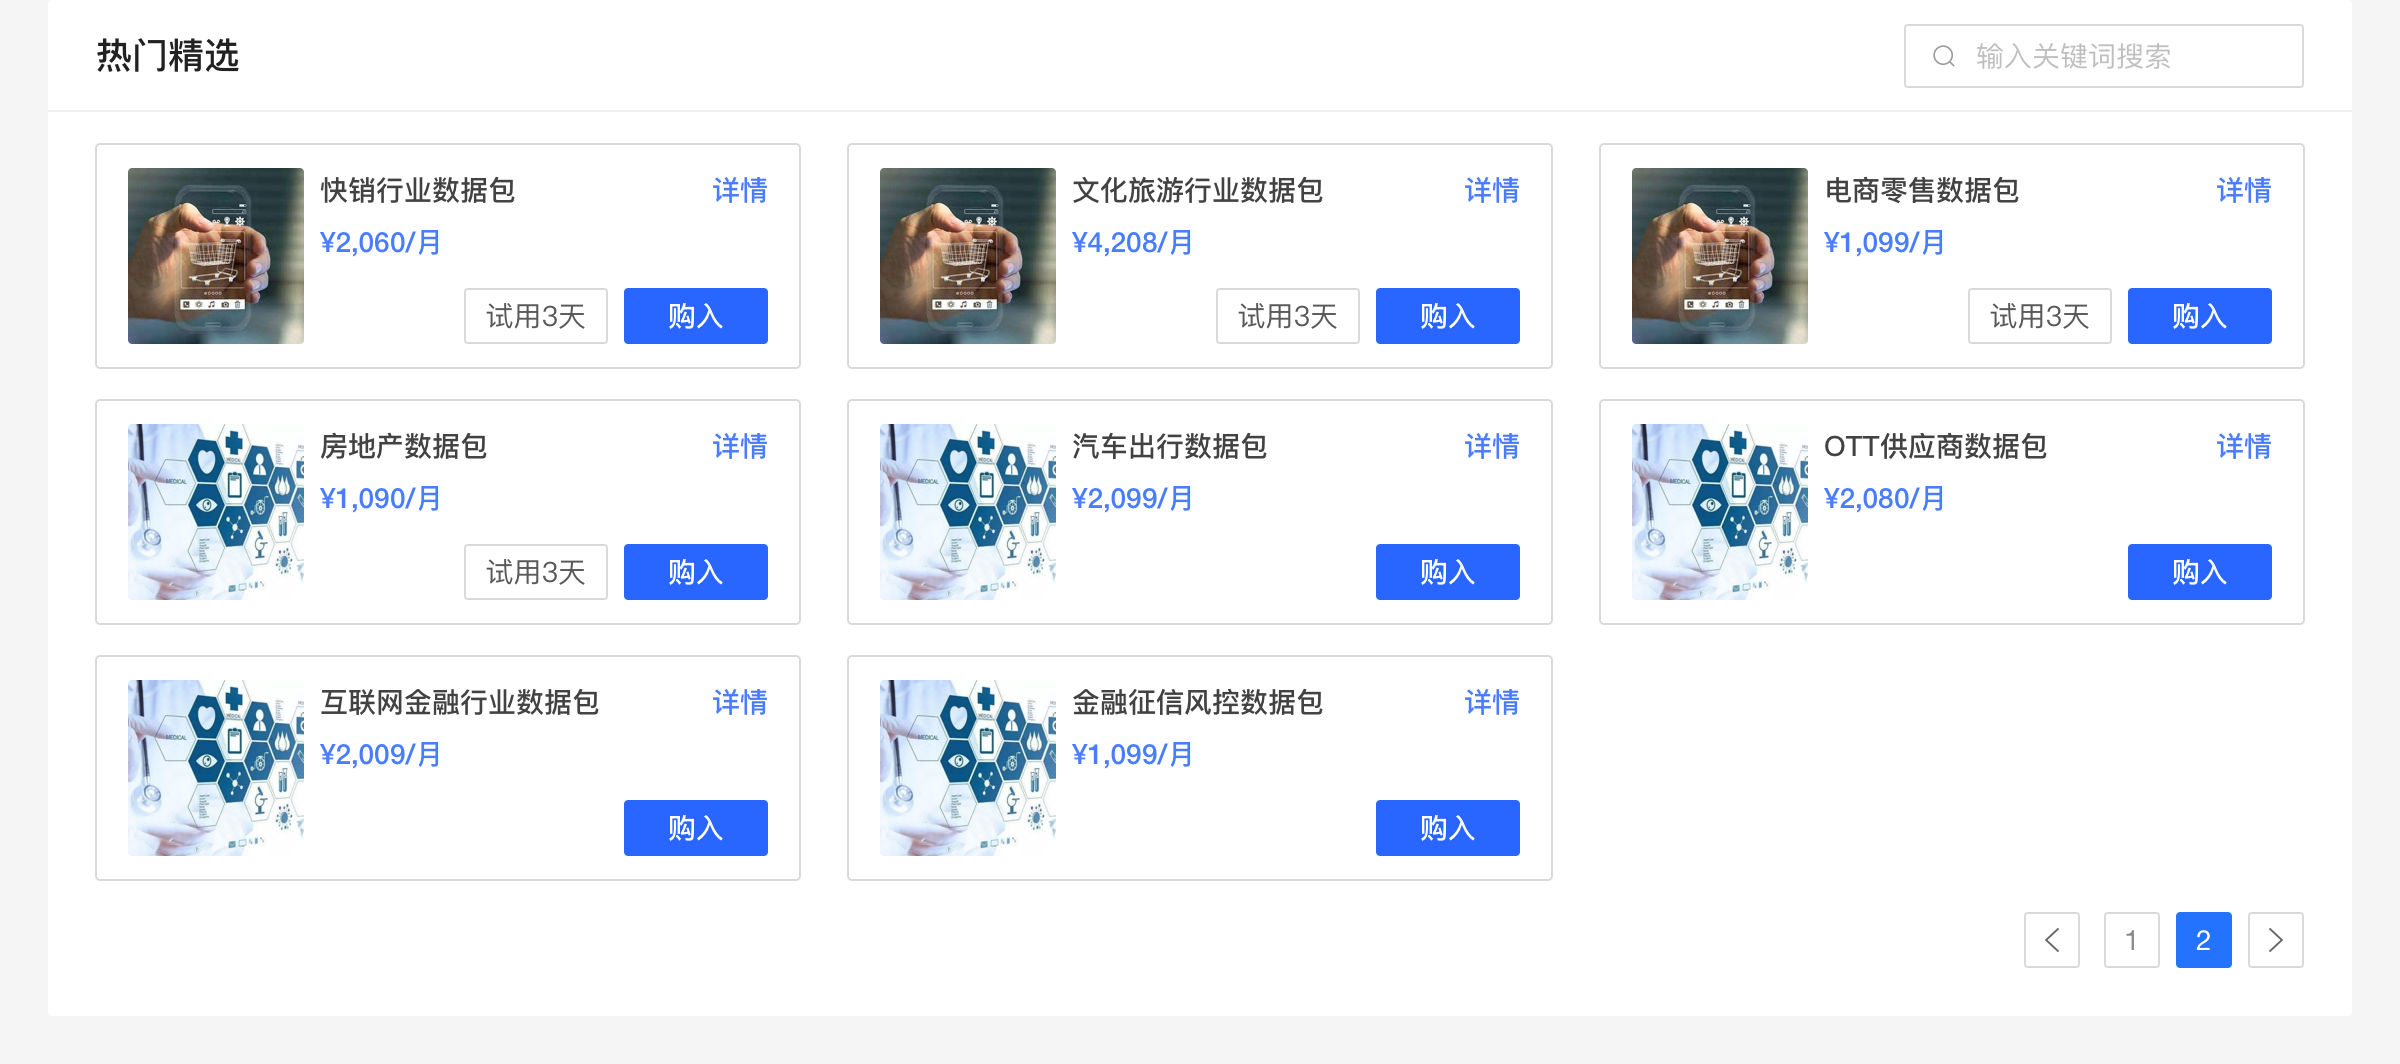 热门精选
输入关键词搜索
快销行业数据包
详情
¥2,060/月
试用3天
购入
文化旅游行业数据包
详情
¥4,208/月
试用3天
购入
电商零售数据包
详情
¥1,099/月
试用3天
购入
房地产数据包
详情
¥1,090/月
试用3天
购入
MEDICAL
汽车出行数据包
详情
¥2,099/月
购入
MEDICAL
OTT供应商数据包
详情
¥2,080/月
购入
MEDICAL
互联网金融行业数据包
详情
¥2,009/月
购入
MEDICAL
金融征信风控数据包
详情
¥1,099/月
购入
MEDICAL
1
2